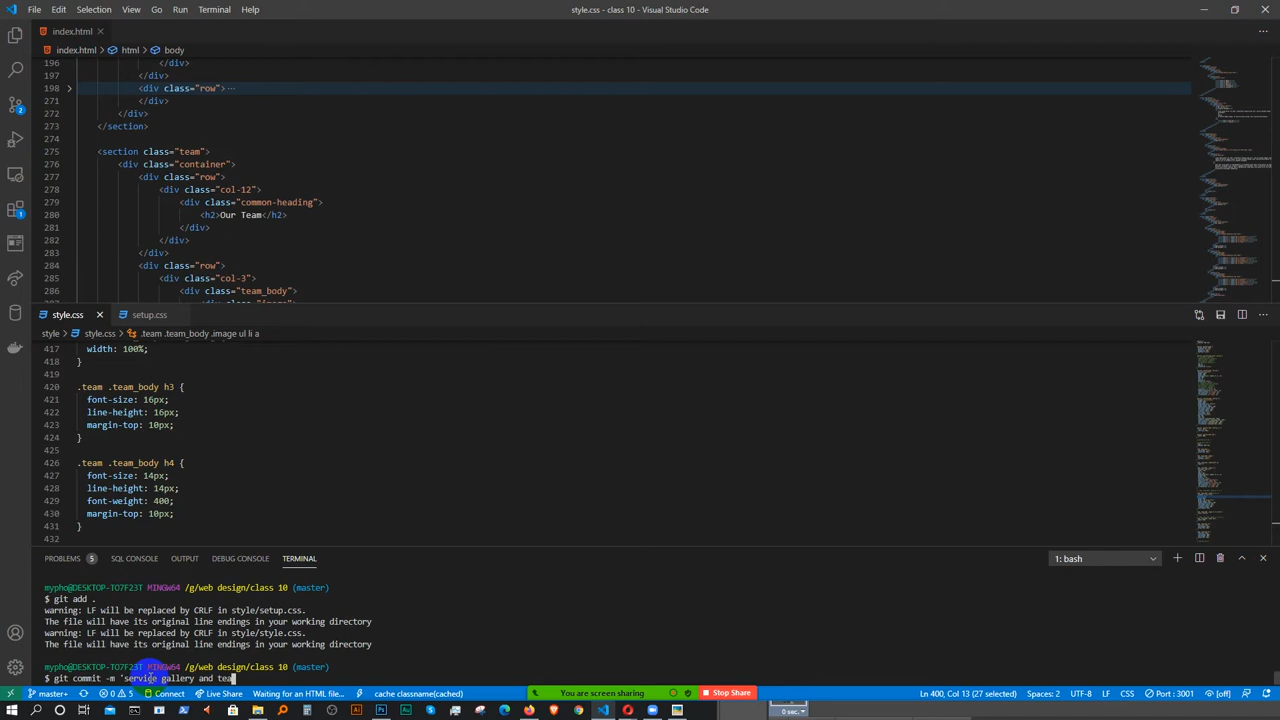 File Edit Selection View Go Run Terminal Help
style.css - class 10 - Visual Studio Code
index.html
index.html > html > body
196 </div>
197 </div>
198 <div class="row"> ···
271 </div>
272 </div>
273 </section>
274
275 <section class="team">
276 <div class="container">
277 <div class="row">
278 <div class="col-12">
279 <div class="common-heading">
280 <h2>Our Team</h2>
281 </div>
282 </div>
283 </div>
284 <div class="row">
285 <div class="col-3">
286 <div class="team_body">
style.css setup.css
style > style.css > .team .team_body .image ul li a
417 width: 100%;
418 }
419
420 .team .team_body h3 {
421 font-size: 16px;
422 line-height: 16px;
423 margin-top: 10px;
424 }
425
426 .team .team_body h4 {
427 font-size: 14px;
428 line-height: 14px;
429 font-weight: 400;
430 margin-top: 10px;
431 }
432
PROBLEMS 5 SQL CONSOLE OUTPUT DEBUG CONSOLE TERMINAL 1: bash
mypho@DESKTOP-TO7F23T MINGW64 /g/web design/class 10 (master)
$ git add .
warning: LF will be replaced by CRLF in style/setup.css.
The file will have its original line endings in your working directory
warning: LF will be replaced by CRLF in style/style.css.
The file will have its original line endings in your working directory
mypho@DESKTOP-TO7F23T MINGW64 /g/web design/class 10 (master)
$ git commit -m 'service gallery and tea
master+ 0 5 Connect Live Share Waiting for an HTML file... cache classname(cached) You are screen sharing Stop Share Ln 400, Col 13 (27 selected) Spaces: 2 UTF-8 LF CSS Port : 3001 [off]
0 sec.